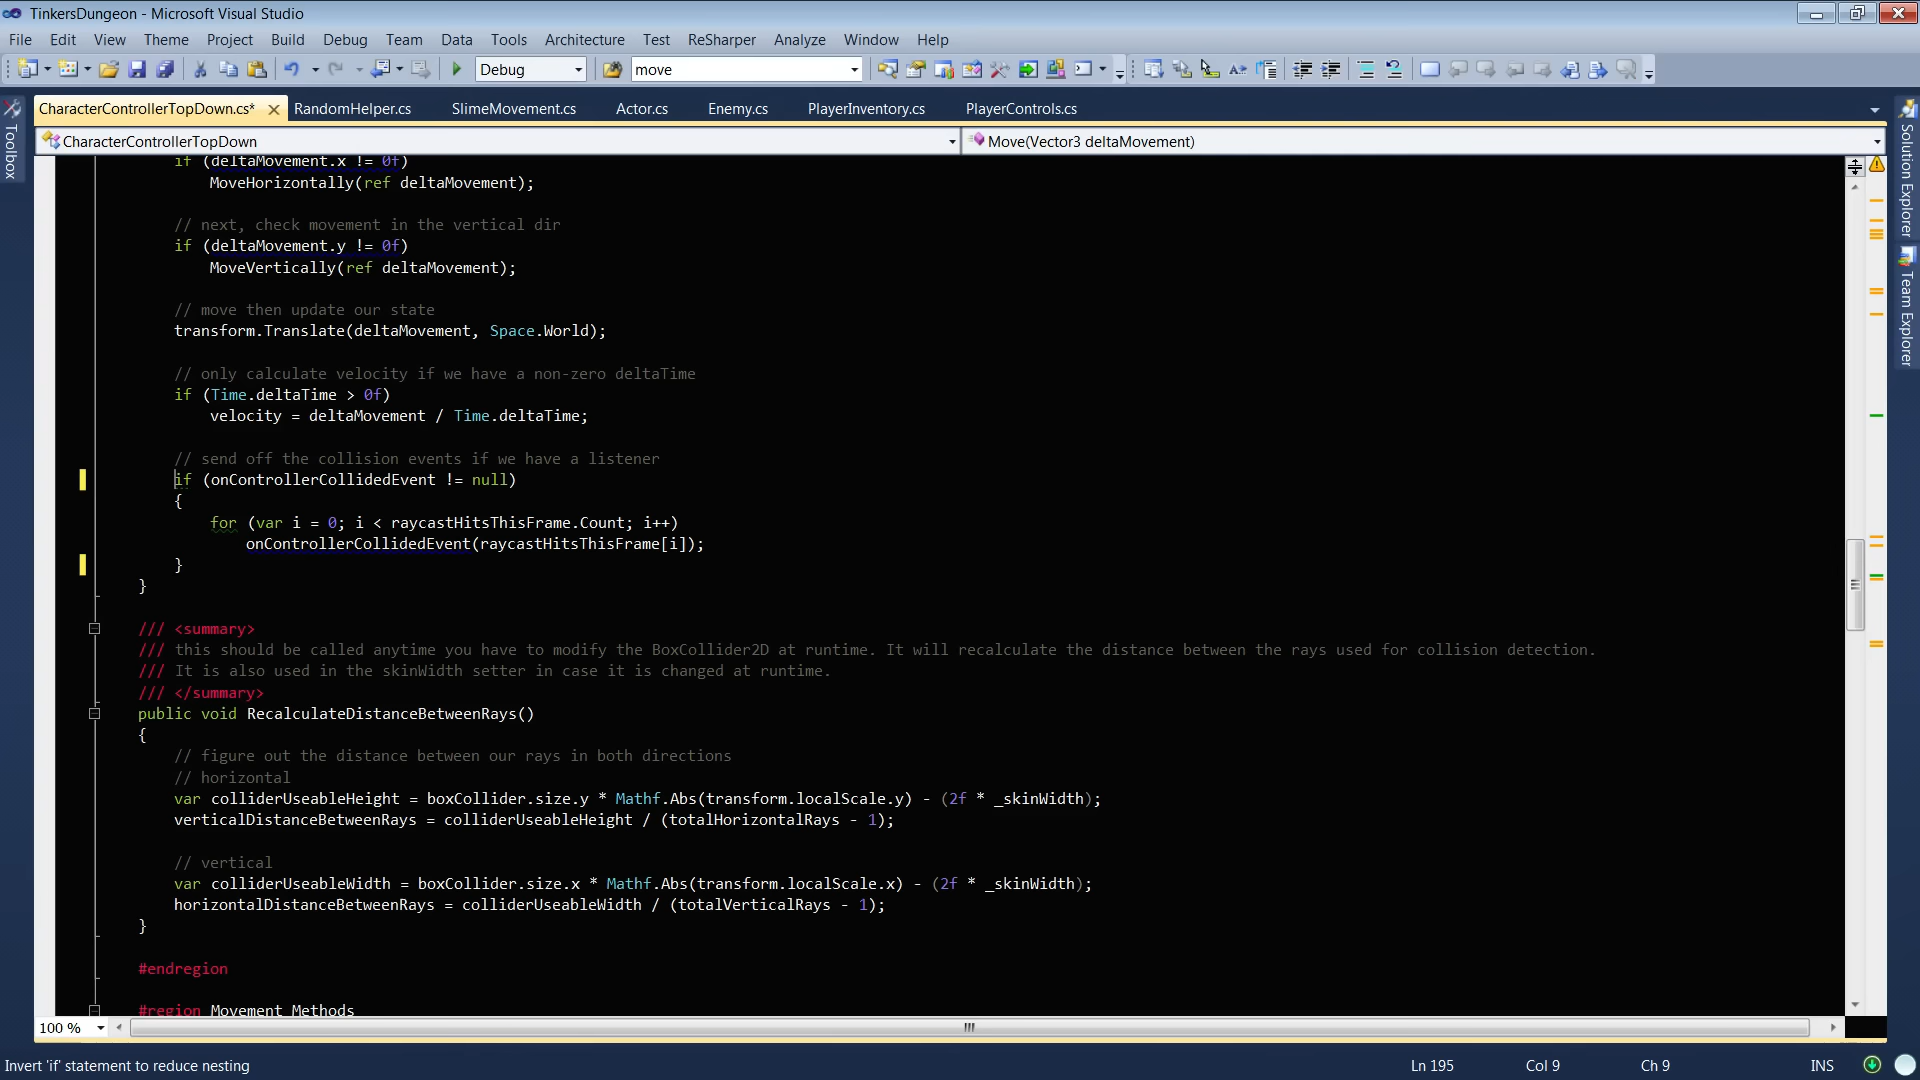 TinkersDungeon - Microsoft Visual Studio
File Edit View Theme Project Build Debug Team Data Tools Architecture Test ReSharper Analyze Window Help
Debug move
CharacterControllerTopDown.cs* RandomHelper.cs SlimeMovement.cs Actor.cs Enemy.cs PlayerInventory.cs PlayerControls.cs
CharacterControllerTopDown Move(Vector3 deltaMovement)
Toolbox
Solution Explorer
Team Explorer
if (deltaMovement.x != 0f)
MoveHorizontally(ref deltaMovement);
// next, check movement in the vertical dir
if (deltaMovement.y != 0f)
MoveVertically(ref deltaMovement);
// move then update our state
transform.Translate(deltaMovement, Space.World);
// only calculate velocity if we have a non-zero deltaTime
if (Time.deltaTime > 0f)
velocity = deltaMovement / Time.deltaTime;
// send off the collision events if we have a listener
if (onControllerCollidedEvent != null)
{
for (var i = 0; i < raycastHitsThisFrame.Count; i++)
onControllerCollidedEvent(raycastHitsThisFrame[i]);
}
}
/// <summary>
/// this should be called anytime you have to modify the BoxCollider2D at runtime. It will recalculate the distance between the rays used for collision detection.
/// It is also used in the skinWidth setter in case it is changed at runtime.
/// </summary>
public void RecalculateDistanceBetweenRays()
{
// figure out the distance between our rays in both directions
// horizontal
var colliderUseableHeight = boxCollider.size.y * Mathf.Abs(transform.localScale.y) - (2f * _skinWidth);
verticalDistanceBetweenRays = colliderUseableHeight / (totalHorizontalRays - 1);
// vertical
var colliderUseableWidth = boxCollider.size.x * Mathf.Abs(transform.localScale.x) - (2f * _skinWidth);
horizontalDistanceBetweenRays = colliderUseableWidth / (totalVerticalRays - 1);
}
#endregion
#region Movement Methods
100 %
Invert 'if' statement to reduce nesting Ln 195 Col 9 Ch 9 INS